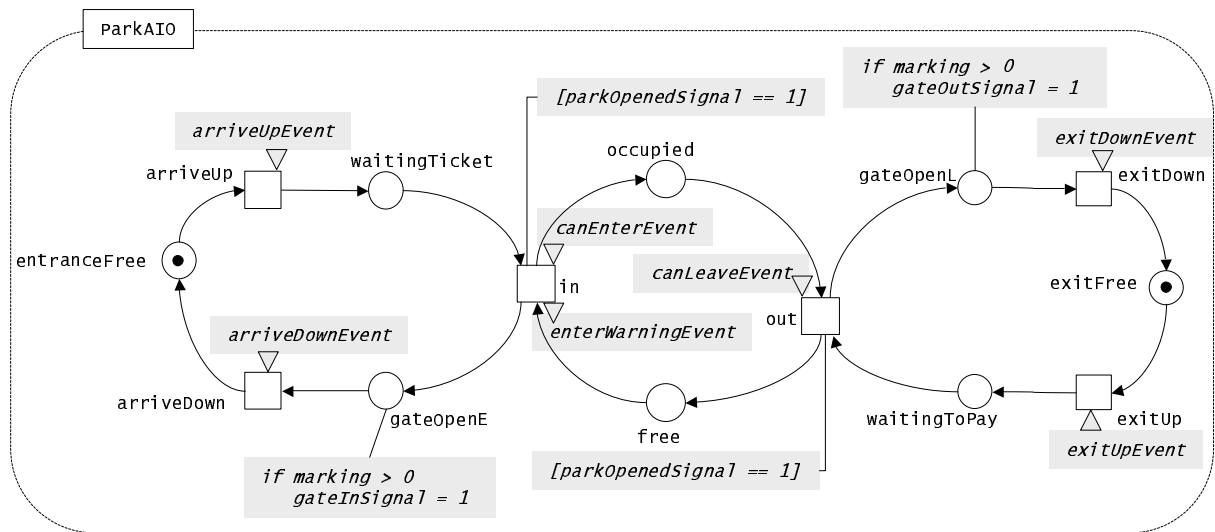 ParkAIO
if marking > 0
gateOutSignal = 1
[parkOpenedSignal == 1]
arriveUpEvent
exitDownEvent
occupied
waitingTicket
arriveUp
gateOpenL
exitDown
canEnterEvent
entranceFree
canLeaveEvent
exitFree
in
out
arriveDownEvent
enterWarningEvent
arriveDown
gateOpenE
waitingToPay
exitUp
free
exitUpEvent
[parkOpenedSignal == 1]
if marking > 0
gateInSignal = 1